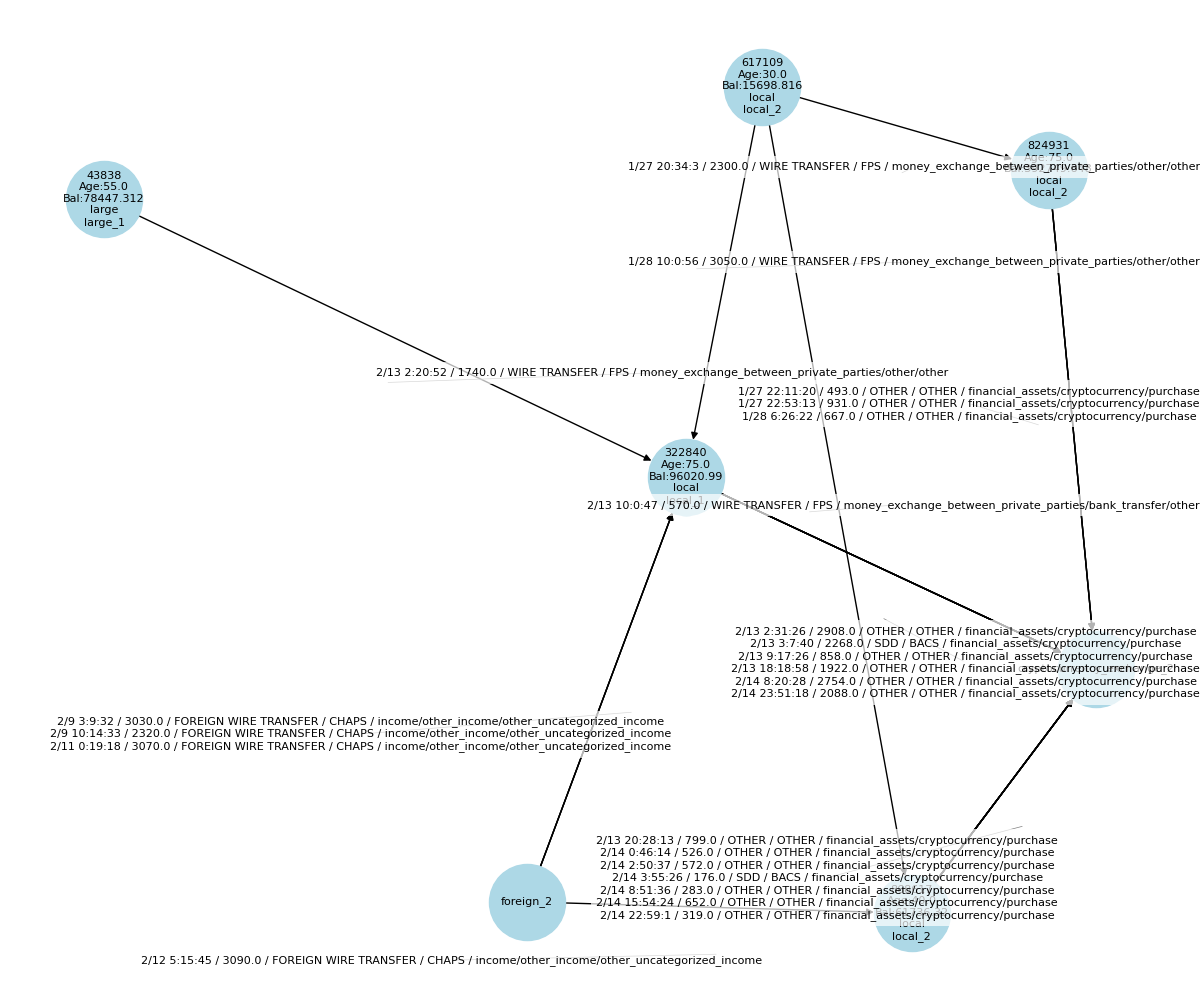 617109
Age:30.0
Bal:15698.816
local
local_2
824931
Age:75.0
local
local_2
1/27 20:34:3 / 2300.0 / WIRE TRANSFER / FPS / money_exchange_between_private_parties/other/other
43838
Age:55.0
Bal:78447.312
large
large_1
1/28 10:0:56 / 3050.0 / WIRE TRANSFER / FPS / money_exchange_between_private_parties/other/other
2/13 2:20:52 / 1740.0 / WIRE TRANSFER / FPS / money_exchange_between_private_parties/other/other
1/27 22:11:20 / 493.0 / OTHER / OTHER / financial_assets/cryptocurrency/purchase
1/27 22:53:13 / 931.0 / OTHER / OTHER / financial_assets/cryptocurrency/purchase
1/28 6:26:22 / 667.0 / OTHER / OTHER / financial_assets/cryptocurrency/purchase
322840
Age:75.0
Bal:96020.99
local
local_1
2/13 10:0:47 / 570.0 / WIRE TRANSFER / FPS / money_exchange_between_private_parties/bank_transfer/other
2/13 2:31:26 / 2908.0 / OTHER / OTHER / financial_assets/cryptocurrency/purchase
2/13 3:7:40 / 2268.0 / SDD / BACS / financial_assets/cryptocurrency/purchase
2/13 9:17:26 / 858.0 / OTHER / OTHER / financial_assets/cryptocurrency/purchase
2/13 18:18:58 / 1922.0 / OTHER / OTHER / financial_assets/cryptocurrency/purchase
2/14 8:20:28 / 2754.0 / OTHER / OTHER / financial_assets/cryptocurrency/purchase
2/14 23:51:18 / 2088.0 / OTHER / OTHER / financial_assets/cryptocurrency/purchase
2/9 3:9:32 / 3030.0 / FOREIGN WIRE TRANSFER / CHAPS / income/other_income/other_uncategorized_income
2/9 10:14:33 / 2320.0 / FOREIGN WIRE TRANSFER / CHAPS / income/other_income/other_uncategorized_income
2/11 0:19:18 / 3070.0 / FOREIGN WIRE TRANSFER / CHAPS / income/other_income/other_uncategorized_income
2/13 20:28:13 / 799.0 / OTHER / OTHER / financial_assets/cryptocurrency/purchase
2/14 0:46:14 / 526.0 / OTHER / OTHER / financial_assets/cryptocurrency/purchase
2/14 2:50:37 / 572.0 / OTHER / OTHER / financial_assets/cryptocurrency/purchase
2/14 3:55:26 / 176.0 / SDD / BACS / financial_assets/cryptocurrency/purchase
2/14 8:51:36 / 283.0 / OTHER / OTHER / financial_assets/cryptocurrency/purchase
2/14 15:54:24 / 652.0 / OTHER / OTHER / financial_assets/cryptocurrency/purchase
2/14 22:59:1 / 319.0 / OTHER / OTHER / financial_assets/cryptocurrency/purchase
foreign_2
local
local_2
2/12 5:15:45 / 3090.0 / FOREIGN WIRE TRANSFER / CHAPS / income/other_income/other_uncategorized_income